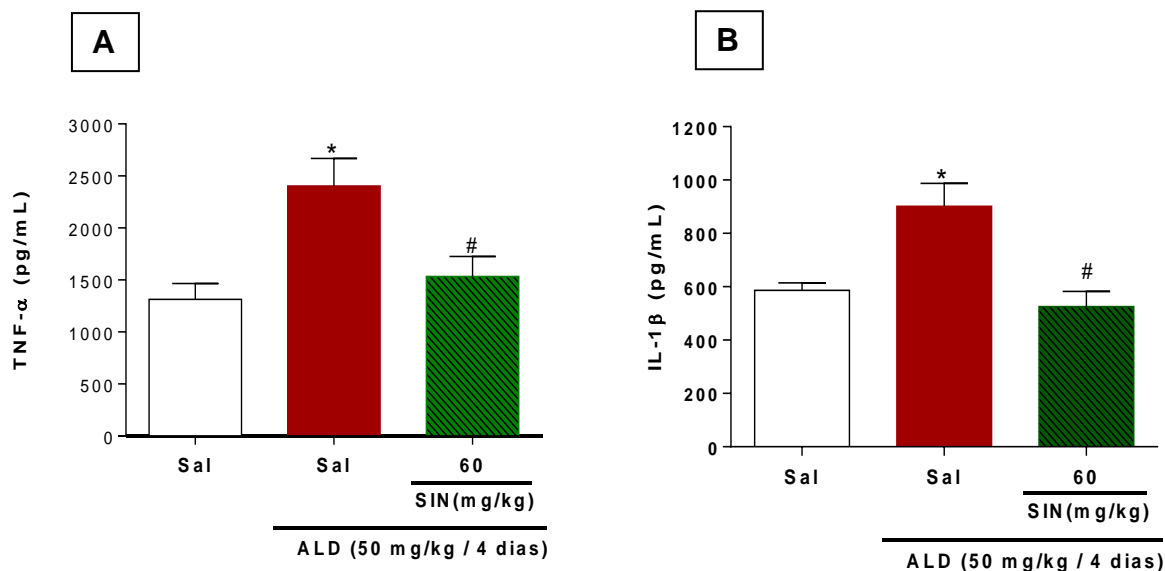 A
TNF-α (pg/mL)
3000
2500
2000
1500
1000
500
0
*
#
Sal
Sal
60
SIN(mg/kg)
ALD (50 mg/kg / 4 dias)
B
IL-1β (pg/mL)
1200
1000
800
600
400
200
0
*
#
Sal
Sal
60
SIN(mg/kg)
ALD (50 mg/kg / 4 dias)